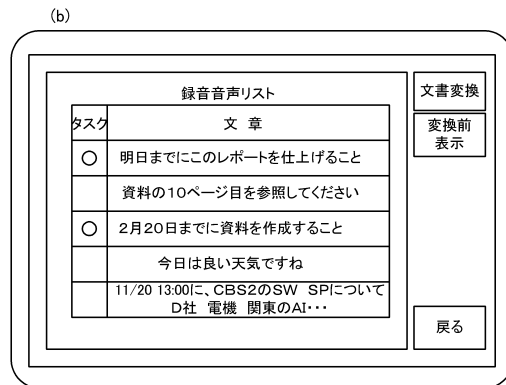 (b)
録音音声リスト
タスク 文 章
○ 明日までにこのレポートを仕上げること
資料の10ページ目を参照してください
○ 2月20日までに資料を作成すること
今日は良い天気ですね
11/20 13:00に、CBS2のSW SPについて
D社 電機 関東のAI・・・
文書変換
変換前
表示
戻る